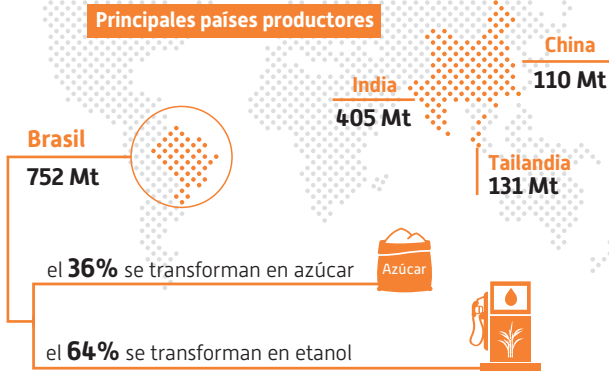 Principales países productores
China
110 Mt
India
405 Mt
Brasil
752 Mt
Tailandia
131 Mt
el 36% se transforman en azúcar
Azúcar
el 64% se transforman en etanol